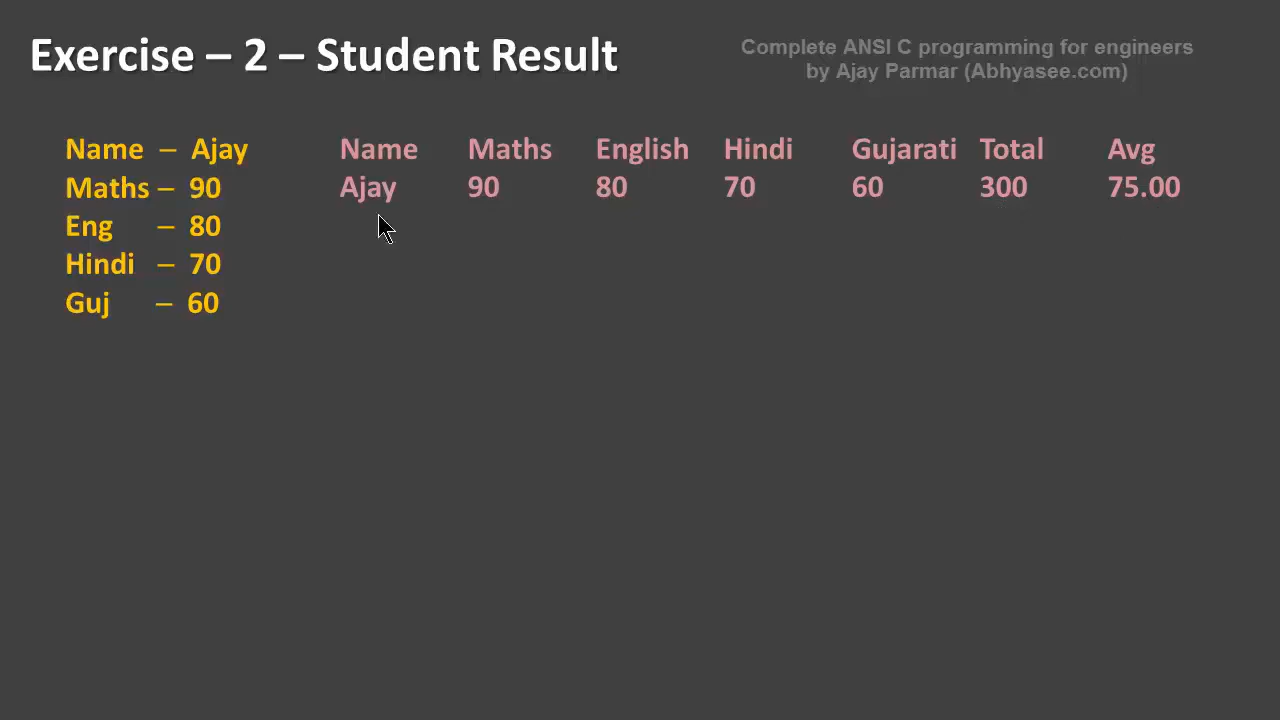 Exercise – 2 – Student Result
Complete ANSI C programming for engineers
by Ajay Parmar (Abhyasee.com)
Name – Ajay
Maths – 90
Eng – 80
Hindi – 70
Guj – 60
Name Maths English Hindi Gujarati Total Avg
Ajay 90 80 70 60 300 75.00